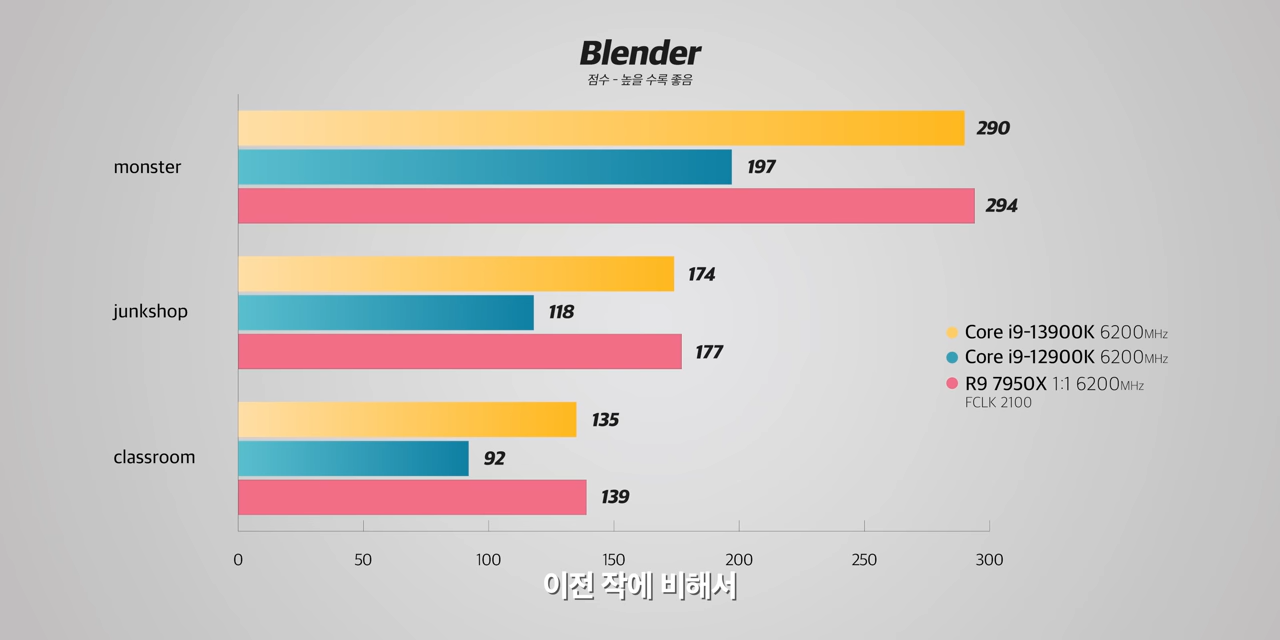 Blender
점수 - 높을 수록 좋음
monster
290
197
294
junkshop
174
118
177
classroom
135
92
139
Core i9-13900K 6200MHz
Core i9-12900K 6200MHz
R9 7950X 1:1 6200MHz
FCLK 2100
0 50 100 150 200 250 300
이전 작에 비해서